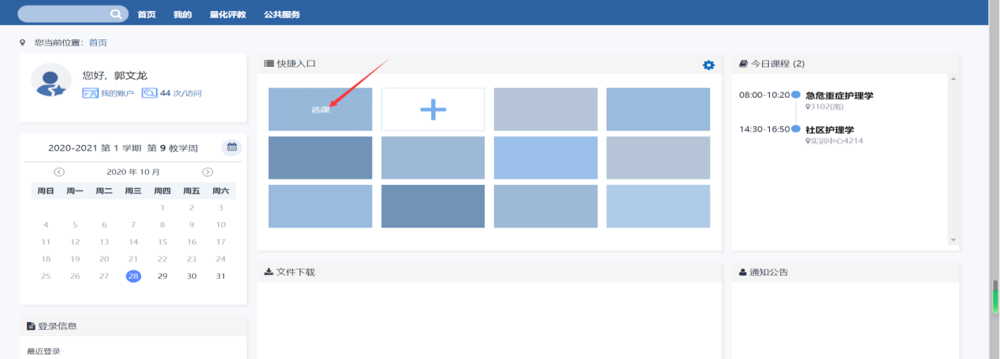 首页 我的 量化评教 公共服务
您当前位置：首页
您好，郭文龙
我的账户 44 次/访问
2020-2021 第 1 学期 第 9 教学周
2020 年 10 月
周日 周一 周二 周三 周四 周五 周六
1 2 3
4 5 6 7 8 9 10
11 12 13 14 15 16 17
18 19 20 21 22 23 24
25 26 27 28 29 30 31
登录信息
最近登录
快捷入口
选课
文件下载
今日课程 (2)
08:00-10:20 急危重症护理学
3102(南)
14:30-16:50 社区护理学
实训中心4214
通知公告